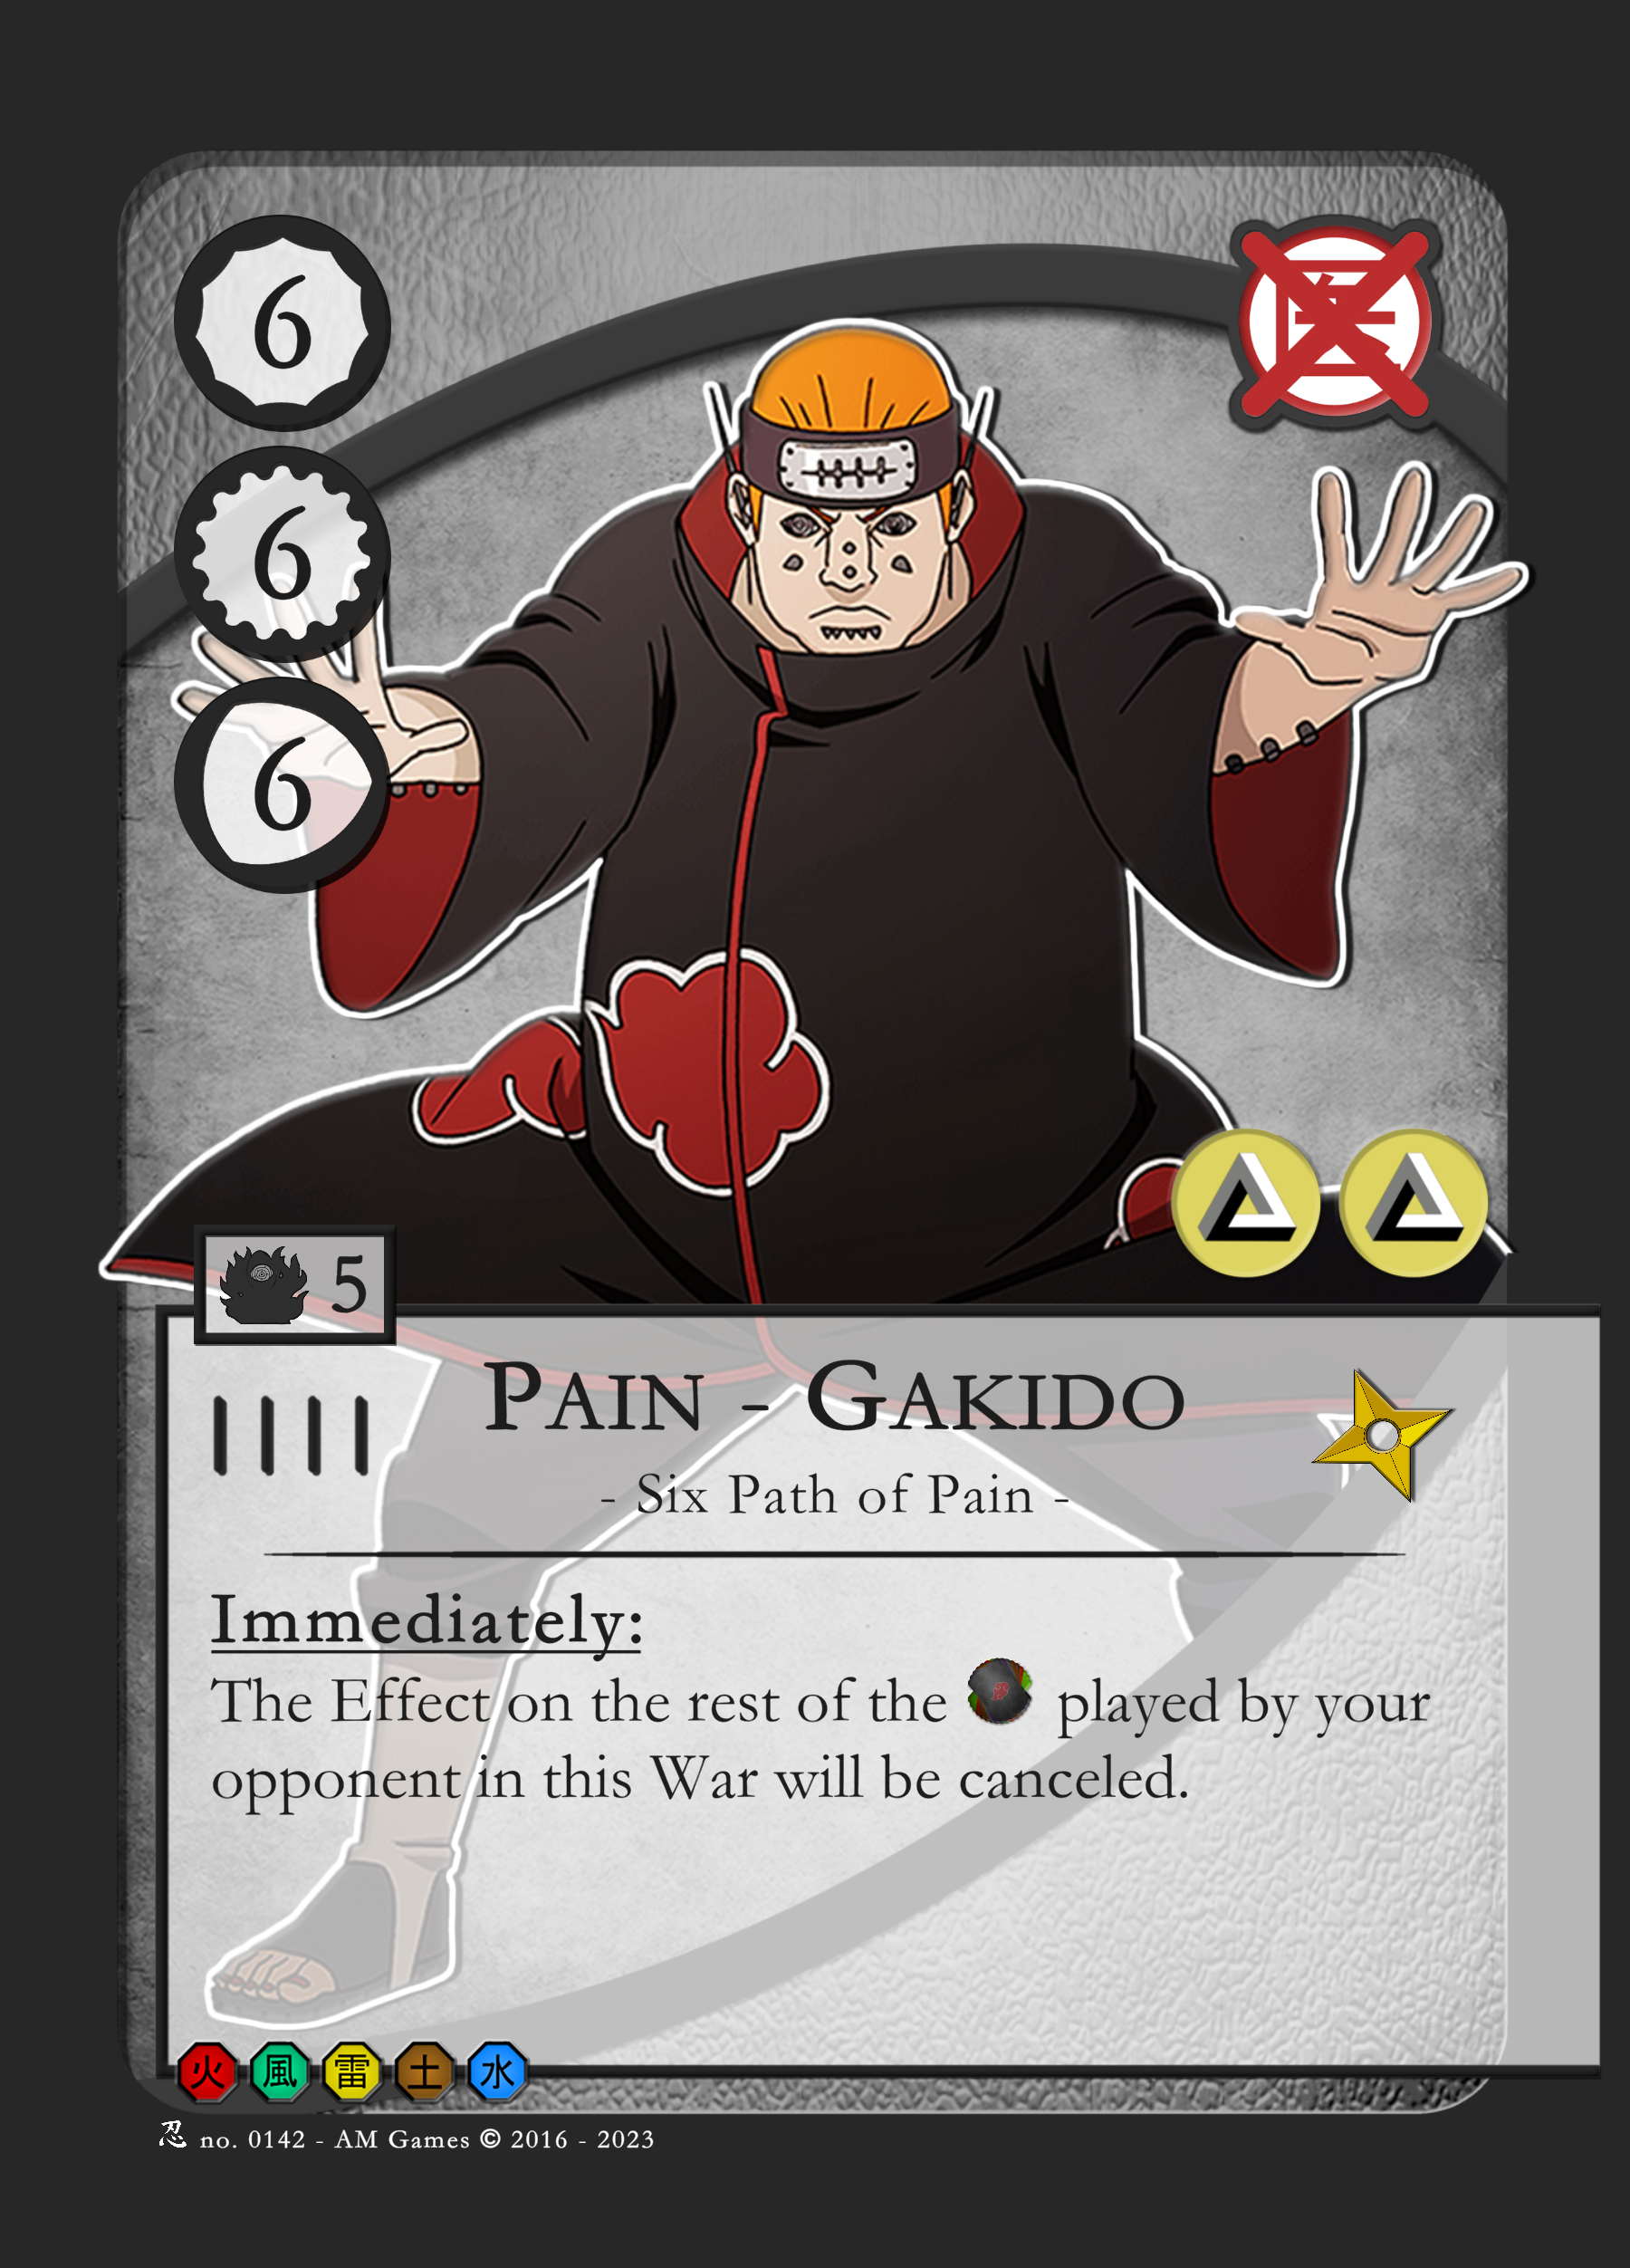 6
6
6
5
Pain - Gakido
- Six Path of Pain -
Immediately:
The Effect on the rest of the played by your
opponent in this War will be canceled.
火 風 雷 土 水
忍 no. 0142 - AM Games © 2016 - 2023